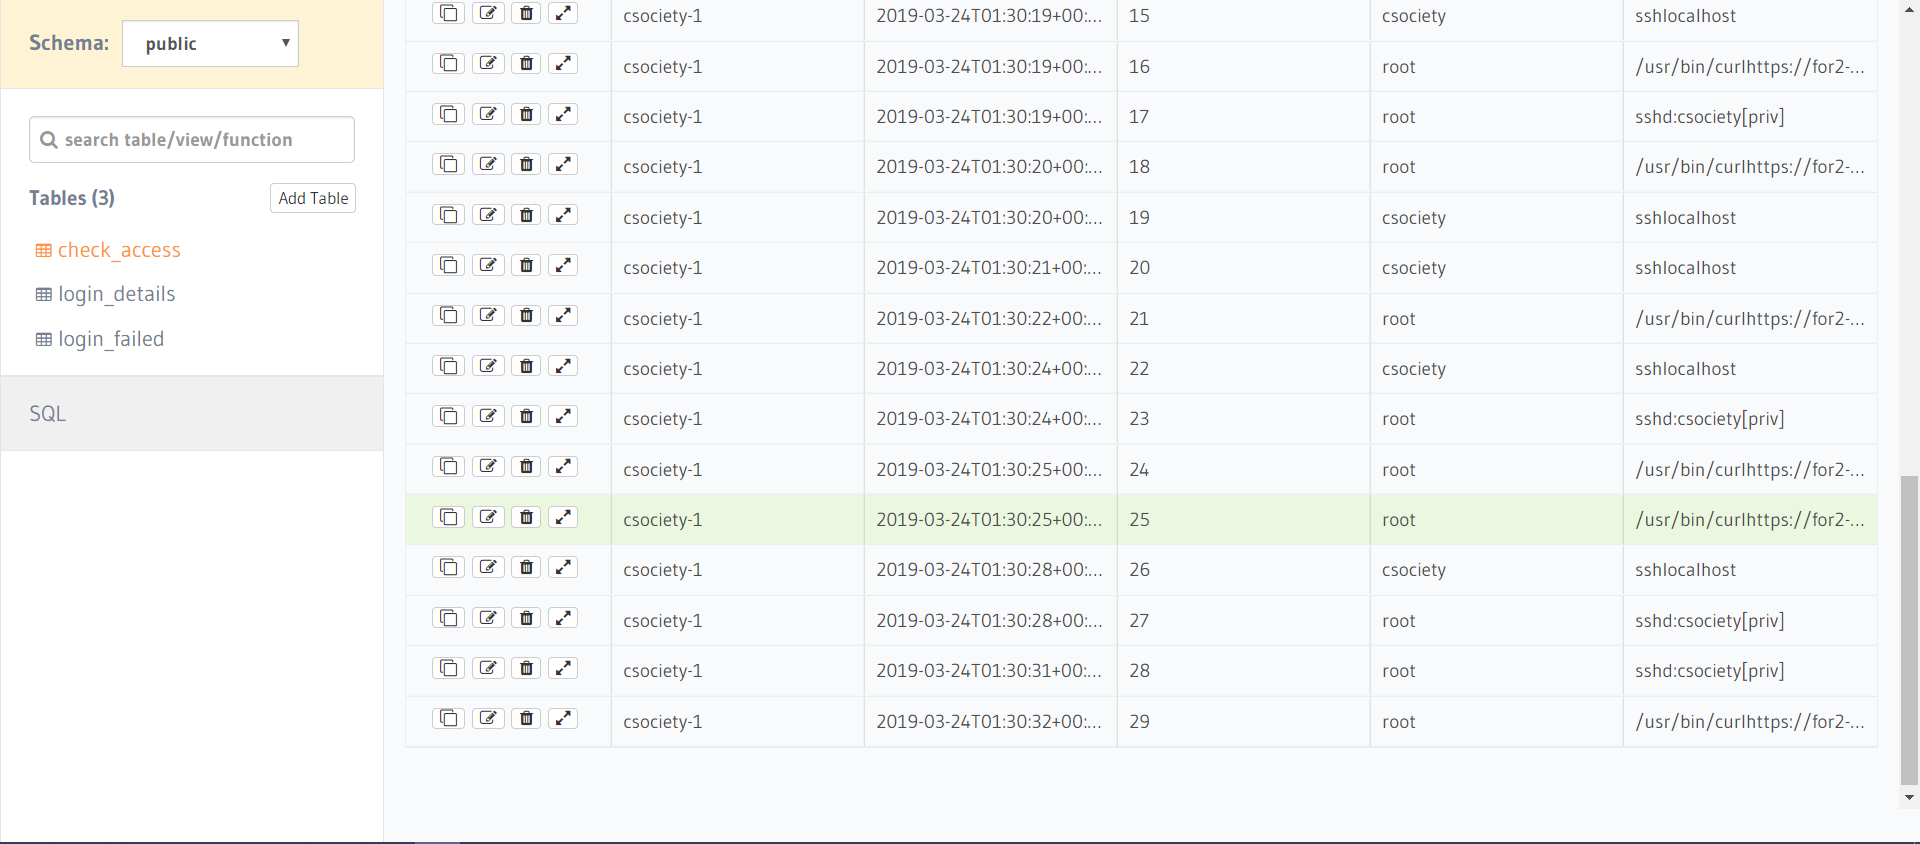 Schema: public
search table/view/function
Tables (3) Add Table
check_access
login_details
login_failed
SQL
csociety-1 2019-03-24T01:30:19+00:... 15 csociety sshlocalhost
csociety-1 2019-03-24T01:30:19+00:... 16 root /usr/bin/curlhttps://for2-...
csociety-1 2019-03-24T01:30:19+00:... 17 root sshd:csociety[priv]
csociety-1 2019-03-24T01:30:20+00:... 18 root /usr/bin/curlhttps://for2-...
csociety-1 2019-03-24T01:30:20+00:... 19 csociety sshlocalhost
csociety-1 2019-03-24T01:30:21+00:... 20 csociety sshlocalhost
csociety-1 2019-03-24T01:30:22+00:... 21 root /usr/bin/curlhttps://for2-...
csociety-1 2019-03-24T01:30:24+00:... 22 csociety sshlocalhost
csociety-1 2019-03-24T01:30:24+00:... 23 root sshd:csociety[priv]
csociety-1 2019-03-24T01:30:25+00:... 24 root /usr/bin/curlhttps://for2-...
csociety-1 2019-03-24T01:30:25+00:... 25 root /usr/bin/curlhttps://for2-...
csociety-1 2019-03-24T01:30:28+00:... 26 csociety sshlocalhost
csociety-1 2019-03-24T01:30:28+00:... 27 root sshd:csociety[priv]
csociety-1 2019-03-24T01:30:31+00:... 28 root sshd:csociety[priv]
csociety-1 2019-03-24T01:30:32+00:... 29 root /usr/bin/curlhttps://for2-...